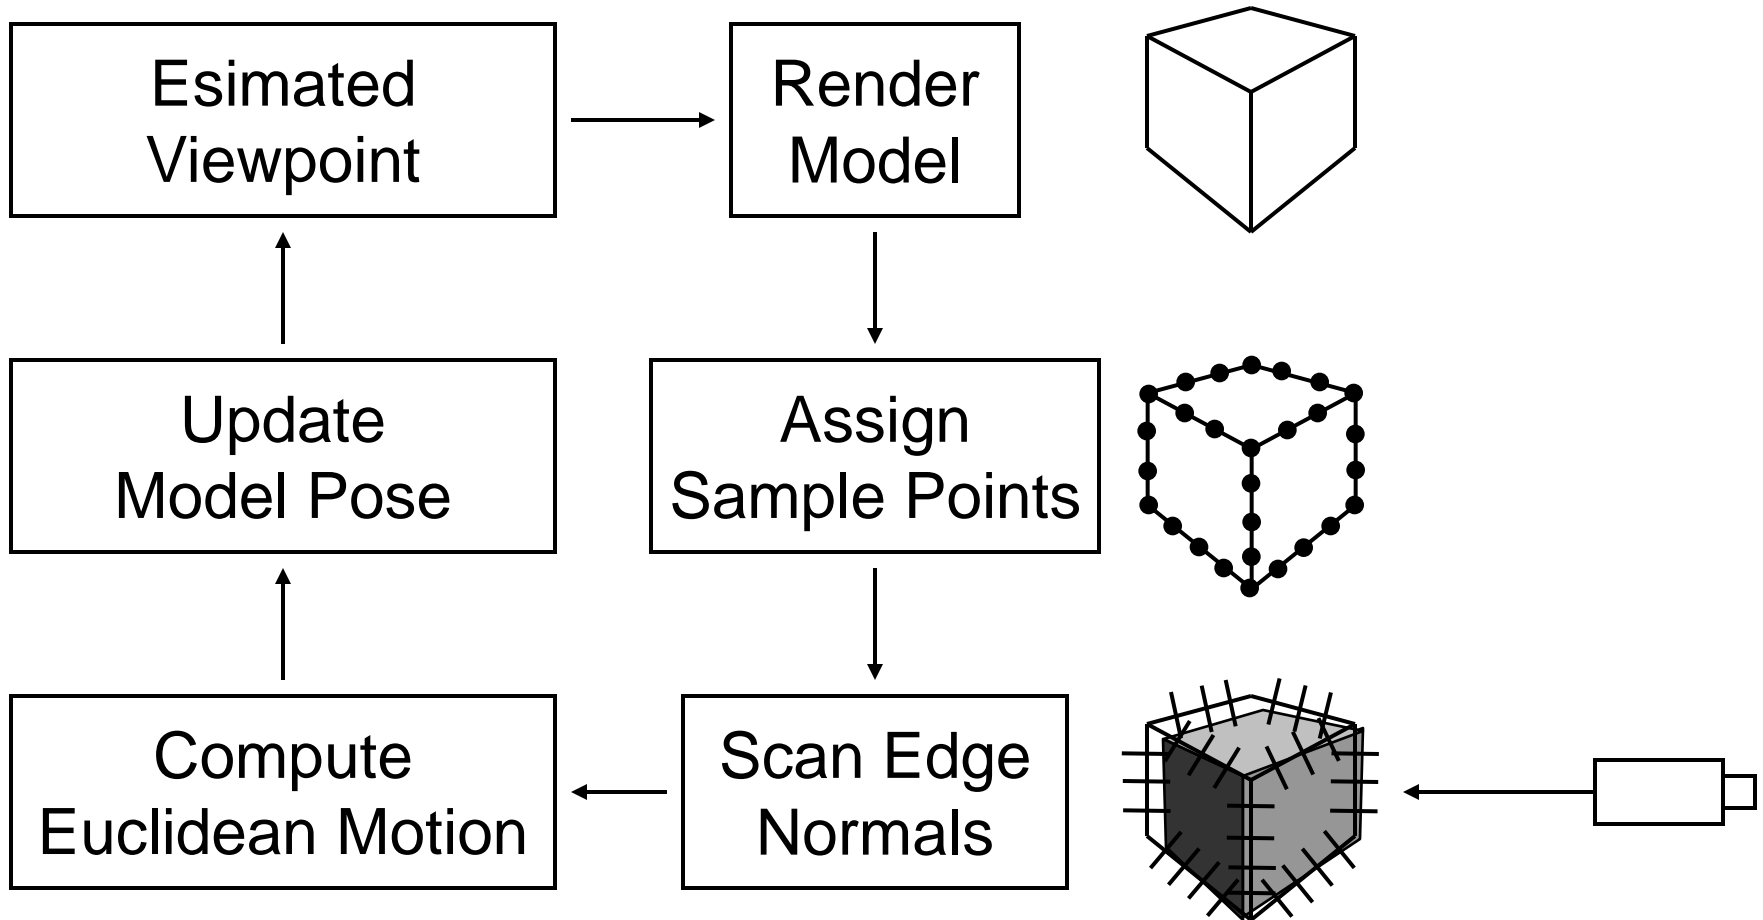 Esimated
Viewpoint
Render
Model
Update
Model Pose
Assign
Sample Points
Compute
Euclidean Motion
Scan Edge
Normals